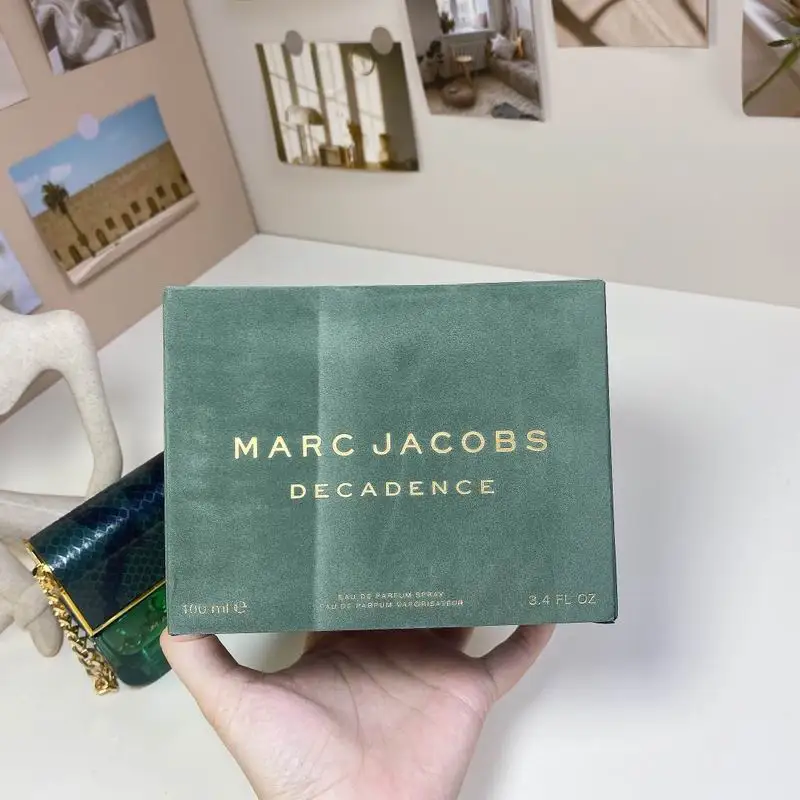 MARC JACOBS
DECADENCE
EAU DE PARFUM SPRAY
EAU DE PARFUM VAPORISATEUR
100 ml ℮
3.4 FL OZ